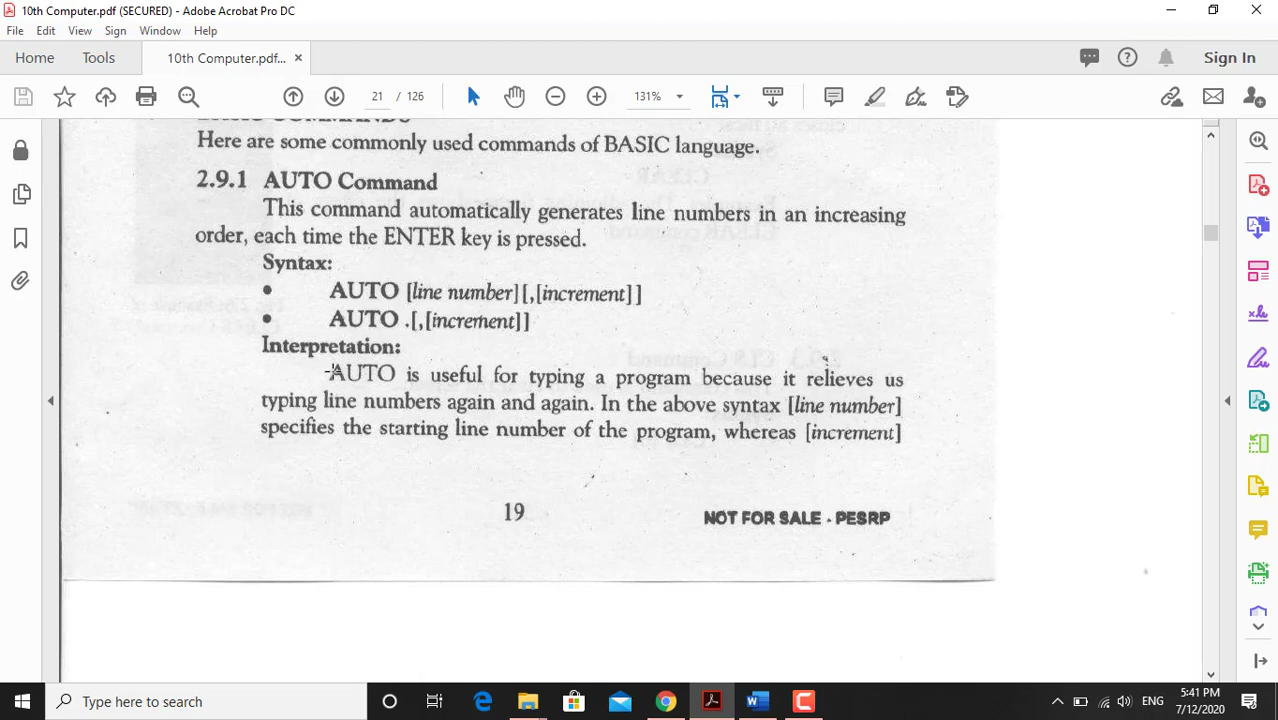 10th Computer.pdf (SECURED) - Adobe Acrobat Pro DC
File Edit View Sign Window Help
Home Tools 10th Computer.pdf... × Sign In
21 / 126 131%
BASIC COMMANDS
Here are some commonly used commands of BASIC language.
2.9.1 AUTO Command
This command automatically generates line numbers in an increasing
order, each time the ENTER key is pressed.
Syntax:
• AUTO [line number][,[increment]]
• AUTO .[,[increment]]
Interpretation:
AUTO is useful for typing a program because it relieves us
typing line numbers again and again. In the above syntax [line number]
specifies the starting line number of the program, whereas [increment]
19
NOT FOR SALE - PESRP
Type here to search
ENG
5:41 PM
7/12/2020